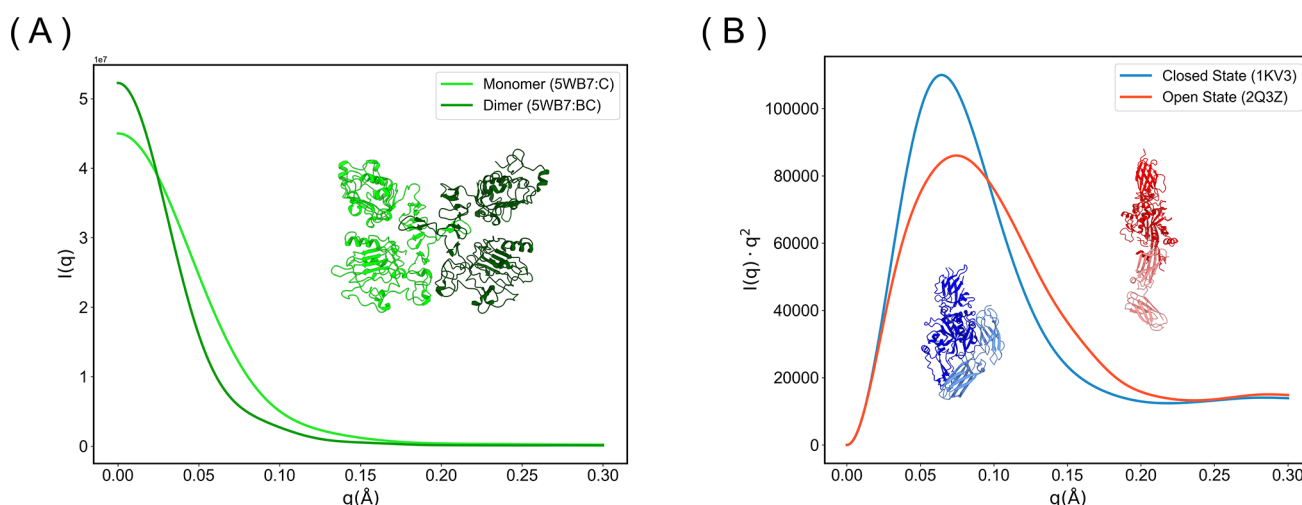 ( A )
( B )
1e7
Monomer (5WB7:C)
Dimer (5WB7:BC)
I(q)
5
4
3
2
1
0
0.00 0.05 0.10 0.15 0.20 0.25 0.30
q(Å)
Closed State (1KV3)
Open State (2Q3Z)
I(q) · q²
100000
80000
60000
40000
20000
0
0.00 0.05 0.10 0.15 0.20 0.25 0.30
q(Å)